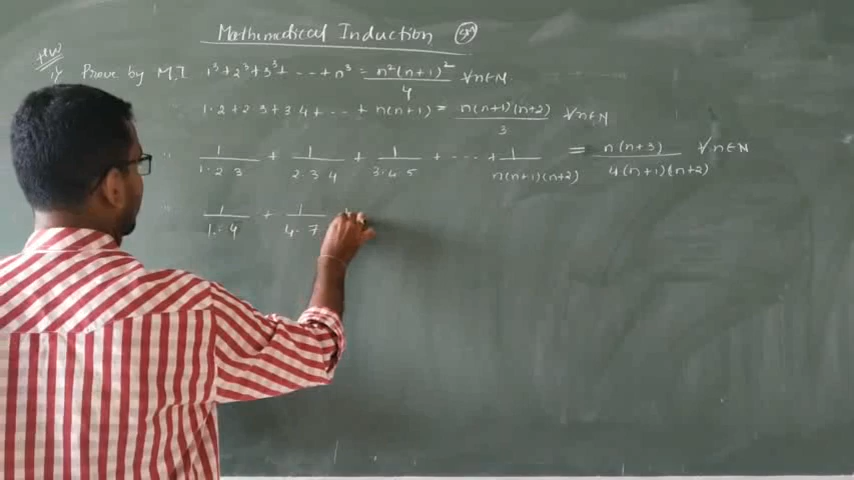 Mathematical Induction
HW
1) Prove by M.I. 1³+2³+3³+ --- +n³ = n²(n+1)²/4 ∀n∈N.
1·2+2·3+3·4+ --- + n(n+1) = n(n+1)(n+2)/3 ∀n∈N
" 1/1·2·3 + 1/2·3·4 + 1/3·4·5 + --- + 1/n(n+1)(n+2) = n(n+3)/4(n+1)(n+2) ∀n∈N
" 1/1·4 + 1/4·7 +